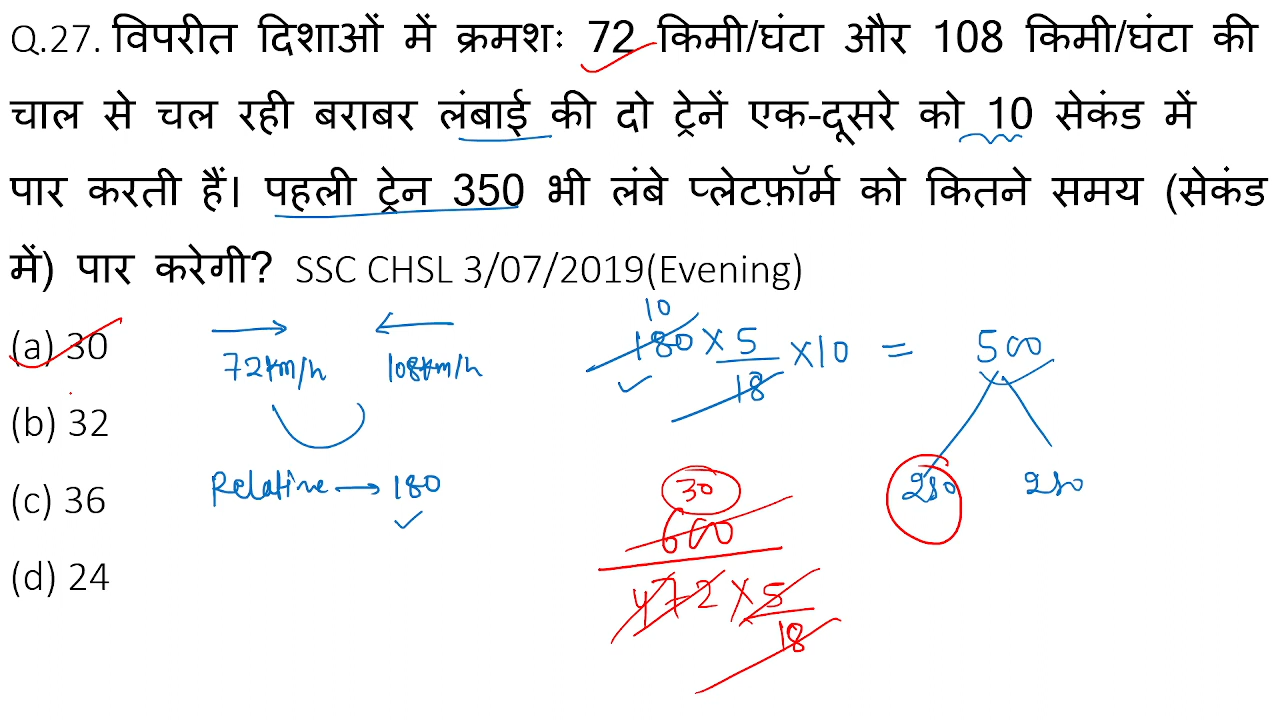 Q.27. विपरीत दिशाओं में क्रमशः 72 किमी/घंटा और 108 किमी/घंटा की
चाल से चल रही बराबर लंबाई की दो ट्रेनें एक-दूसरे को 10 सेकंड में
पार करती हैं। पहली ट्रेन 350 भी लंबे प्लेटफ़ॉर्म को कितने समय (सेकंड
में) पार करेगी? SSC CHSL 3/07/2019(Evening)
(a) 30
(b) 32
(c) 36
(d) 24
72km/h 108km/h
Relative → 180
10
180 × 5/18 × 10 = 500
250 250
30
600
72 × 5/18